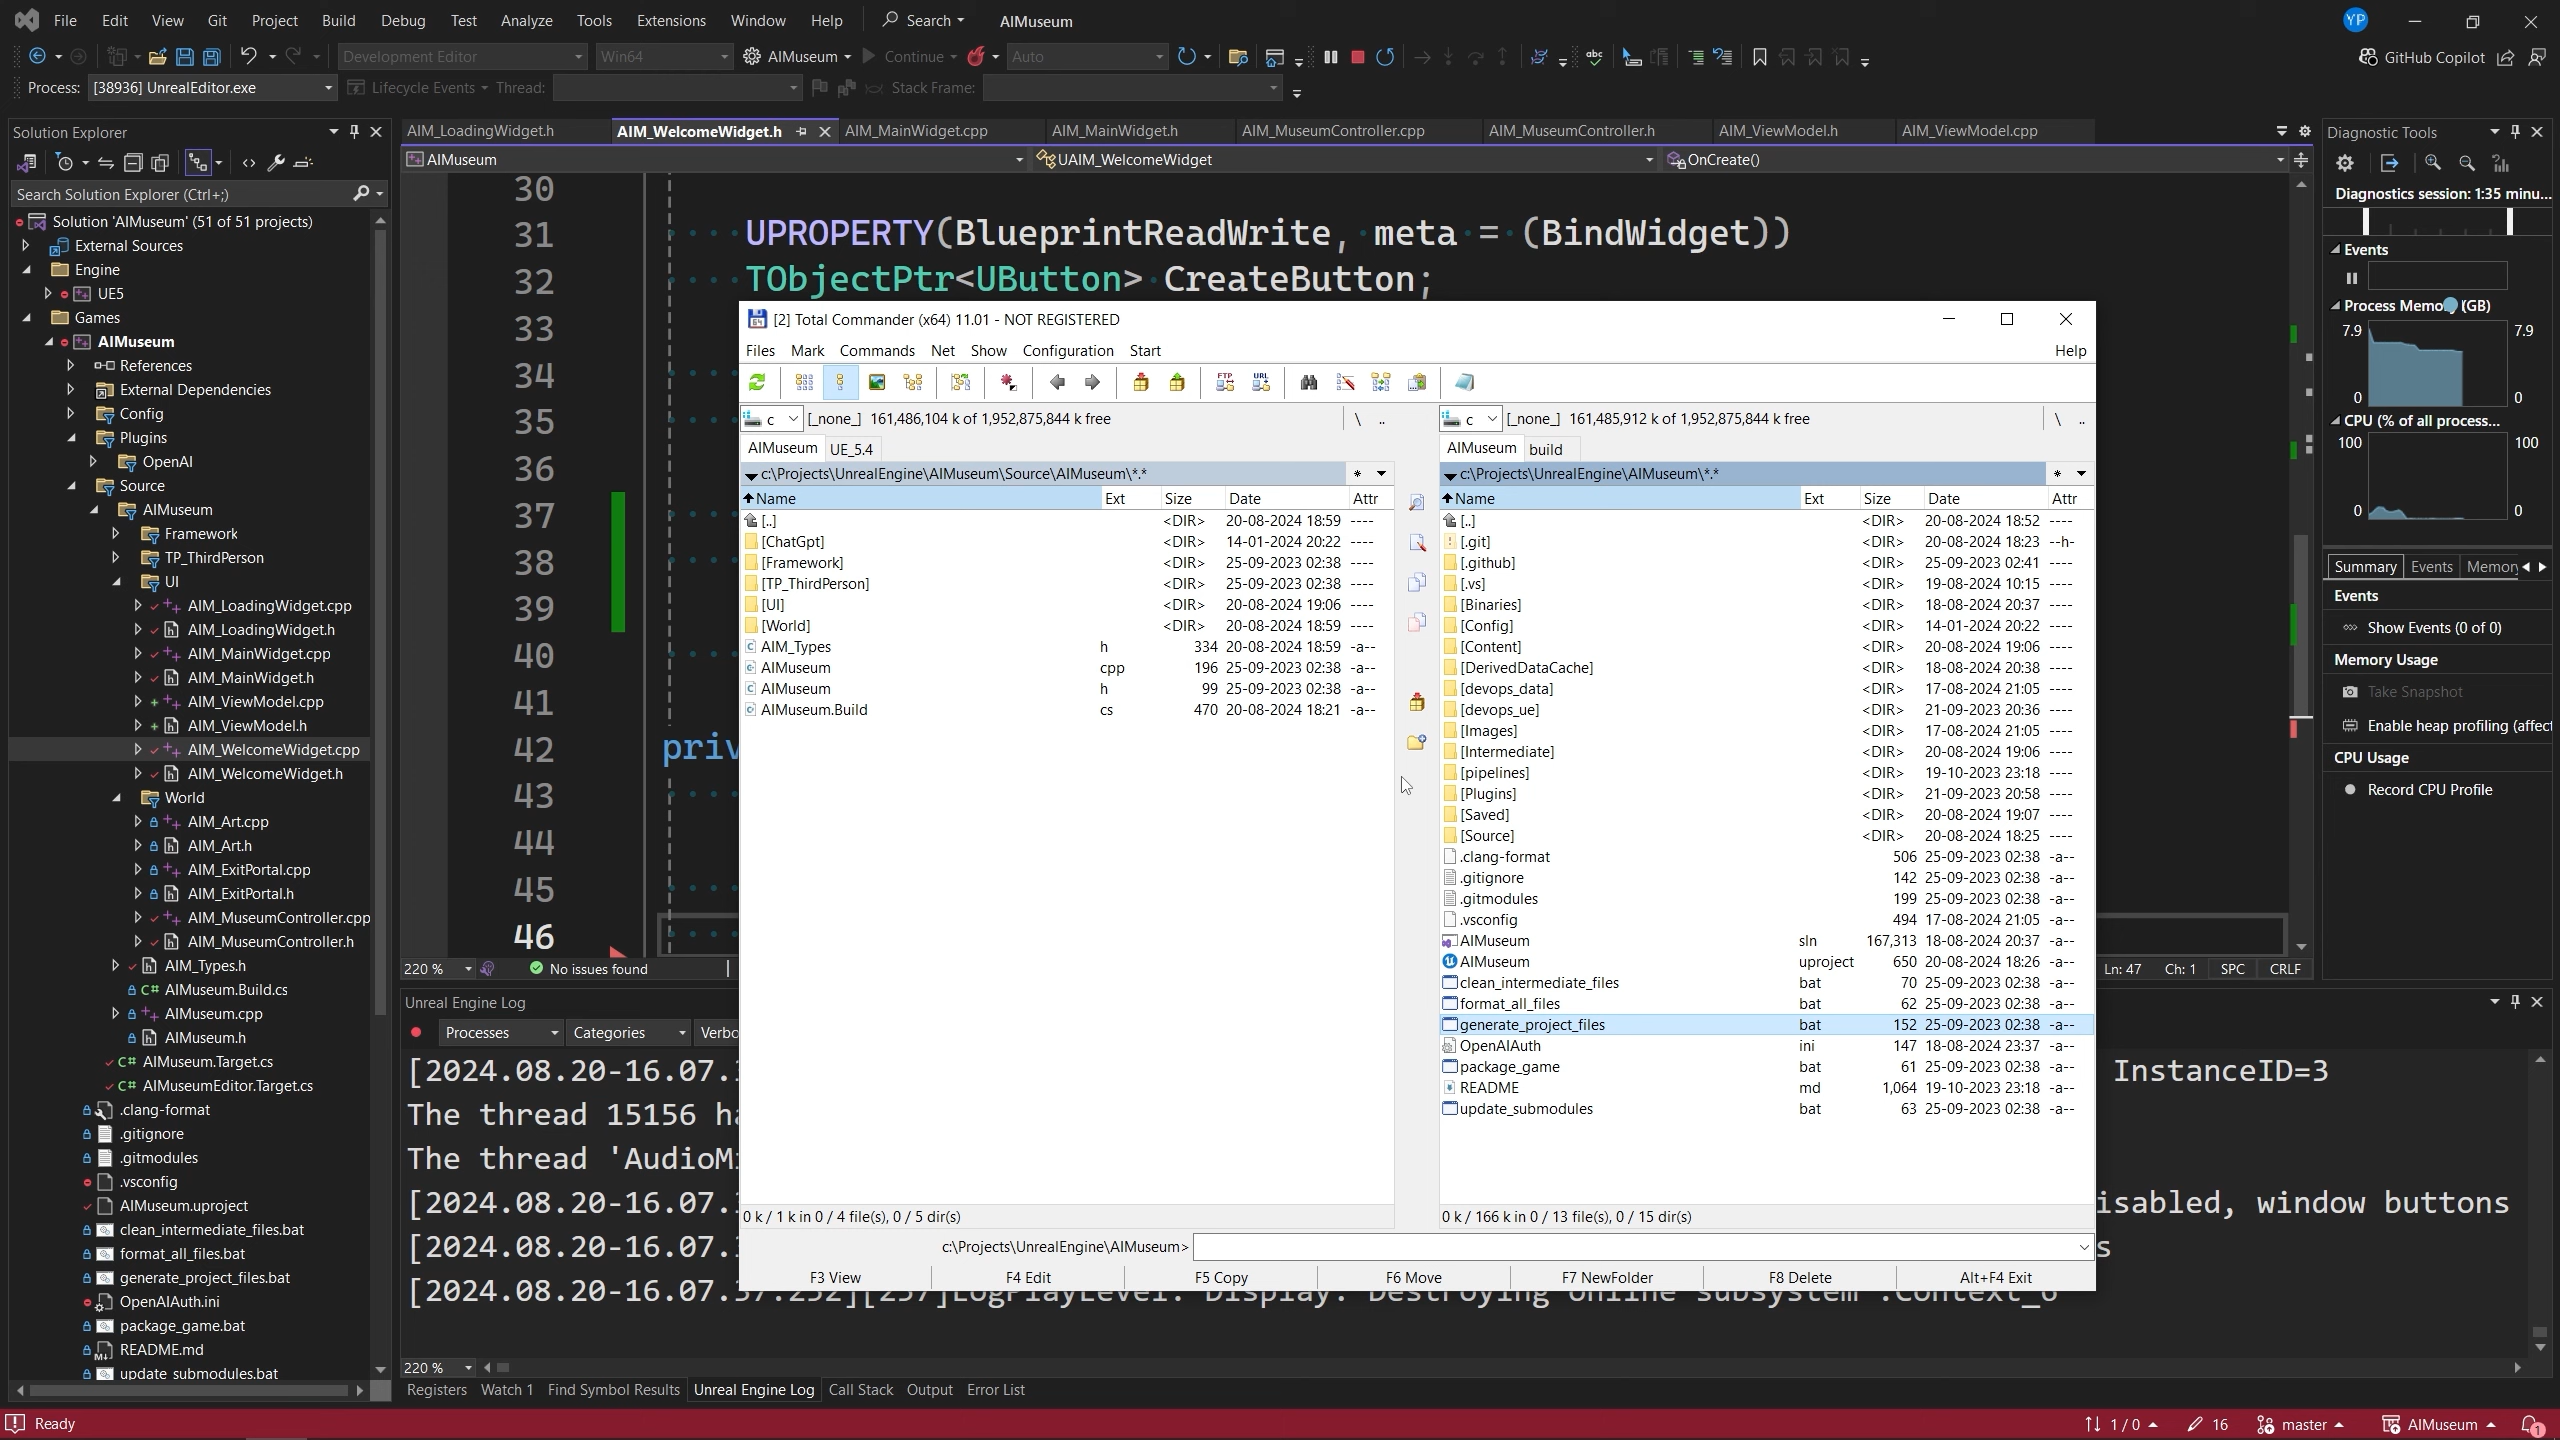 File Edit View Git Project Build Debug Test Analyze Tools Extensions Window Help Search AIMuseum YP
Development Editor Win64 AIMuseum Continue Auto GitHub Copilot
Process: [38936] UnrealEditor.exe Lifecycle Events Thread: Stack Frame:
Solution Explorer
Search Solution Explorer (Ctrl+;)
Solution 'AIMuseum' (51 of 51 projects)
External Sources
Engine
UE5
Games
AIMuseum
References
External Dependencies
Config
Plugins
OpenAI
Source
AIMuseum
Framework
TP_ThirdPerson
UI
AIM_LoadingWidget.cpp
AIM_LoadingWidget.h
AIM_MainWidget.cpp
AIM_MainWidget.h
AIM_ViewModel.cpp
AIM_ViewModel.h
AIM_WelcomeWidget.cpp
AIM_WelcomeWidget.h
World
AIM_Art.cpp
AIM_Art.h
AIM_ExitPortal.cpp
AIM_ExitPortal.h
AIM_MuseumController.cpp
AIM_MuseumController.h
AIM_Types.h
AIMuseum.Build.cs
AIMuseum.cpp
AIMuseum.h
AIMuseum.Target.cs
AIMuseumEditor.Target.cs
.clang-format
.gitignore
.gitmodules
.vsconfig
AIMuseum.uproject
clean_intermediate_files.bat
format_all_files.bat
generate_project_files.bat
OpenAIAuth.ini
package_game.bat
README.md
update_submodules.bat
AIM_LoadingWidget.h AIM_WelcomeWidget.h AIM_MainWidget.cpp AIM_MainWidget.h AIM_MuseumController.cpp AIM_MuseumController.h AIM_ViewModel.h AIM_ViewModel.cpp
AIMuseum UAIM_WelcomeWidget OnCreate()
30
31 UPROPERTY(BlueprintReadWrite, meta = (BindWidget))
32 TObjectPtr<UButton> CreateButton;
33
34
35
36
37
38
39
40
41
42 priv
43
44
45
46
220 % No issues found Ln: 47 Ch: 1 SPC CRLF
[2] Total Commander (x64) 11.01 - NOT REGISTERED
Files Mark Commands Net Show Configuration Start Help
FTP URL
c [_none_] 161,486,104 k of 1,952,875,844 k free \ ..
AIMuseum UE_5.4
c:\Projects\UnrealEngine\AIMuseum\Source\AIMuseum\*.* *
Name Ext Size Date Attr
[..] <DIR> 20-08-2024 18:59 ----
[ChatGpt] <DIR> 14-01-2024 20:22 ----
[Framework] <DIR> 25-09-2023 02:38 ----
[TP_ThirdPerson] <DIR> 25-09-2023 02:38 ----
[UI] <DIR> 20-08-2024 19:06 ----
[World] <DIR> 20-08-2024 18:59 ----
AIM_Types h 334 20-08-2024 18:59 -a--
AIMuseum cpp 196 25-09-2023 02:38 -a--
AIMuseum h 99 25-09-2023 02:38 -a--
AIMuseum.Build cs 470 20-08-2024 18:21 -a--
0 k / 1 k in 0 / 4 file(s), 0 / 5 dir(s)
c [_none_] 161,485,912 k of 1,952,875,844 k free \ ..
AIMuseum build
c:\Projects\UnrealEngine\AIMuseum\*.* *
Name Ext Size Date Attr
[..] <DIR> 20-08-2024 18:52 ----
[.git] <DIR> 20-08-2024 18:23 --h-
[.github] <DIR> 25-09-2023 02:41 ----
[.vs] <DIR> 19-08-2024 10:15 ----
[Binaries] <DIR> 18-08-2024 20:37 ----
[Config] <DIR> 14-01-2024 20:22 ----
[Content] <DIR> 20-08-2024 19:06 ----
[DerivedDataCache] <DIR> 18-08-2024 20:38 ----
[devops_data] <DIR> 17-08-2024 21:05 ----
[devops_ue] <DIR> 21-09-2023 20:36 ----
[Images] <DIR> 17-08-2024 21:05 ----
[Intermediate] <DIR> 20-08-2024 19:06 ----
[pipelines] <DIR> 19-10-2023 23:18 ----
[Plugins] <DIR> 21-09-2023 20:58 ----
[Saved] <DIR> 20-08-2024 19:07 ----
[Source] <DIR> 20-08-2024 18:25 ----
.clang-format 506 25-09-2023 02:38 -a--
.gitignore 142 25-09-2023 02:38 -a--
.gitmodules 199 25-09-2023 02:38 -a--
.vsconfig 494 17-08-2024 21:05 -a--
AIMuseum sln 167,313 18-08-2024 20:37 -a--
AIMuseum uproject 650 20-08-2024 18:26 -a--
clean_intermediate_files bat 70 25-09-2023 02:38 -a--
format_all_files bat 62 25-09-2023 02:38 -a--
generate_project_files bat 152 25-09-2023 02:38 -a--
OpenAIAuth ini 147 18-08-2024 23:37 -a--
package_game bat 61 25-09-2023 02:38 -a--
README md 1,064 19-10-2023 23:18 -a--
update_submodules bat 63 25-09-2023 02:38 -a--
0 k / 166 k in 0 / 13 file(s), 0 / 15 dir(s)
c:\Projects\UnrealEngine\AIMuseum>
F3 View F4 Edit F5 Copy F6 Move F7 NewFolder F8 Delete Alt+F4 Exit
Unreal Engine Log
Processes Categories Verbo
[2024.08.20-16.07. InstanceID=3
The thread 15156 ha
The thread 'AudioMi
[2024.08.20-16.07. isabled, window buttons
[2024.08.20-16.07. s
[2024.08.20-16.07.37.252][257]LogPlayLevel: Display: Destroying online subsystem :Context_6
220 %
Registers Watch 1 Find Symbol Results Unreal Engine Log Call Stack Output Error List
Diagnostic Tools
Diagnostics session: 1:35 minu...
Events
Process Memory (GB)
7.9 7.9
0 0
CPU (% of all process...
100 100
0 0
Summary Events Memory
Events
Show Events (0 of 0)
Memory Usage
Take Snapshot
Enable heap profiling (affect
CPU Usage
Record CPU Profile
Ready 1 / 0 16 master AIMuseum 1